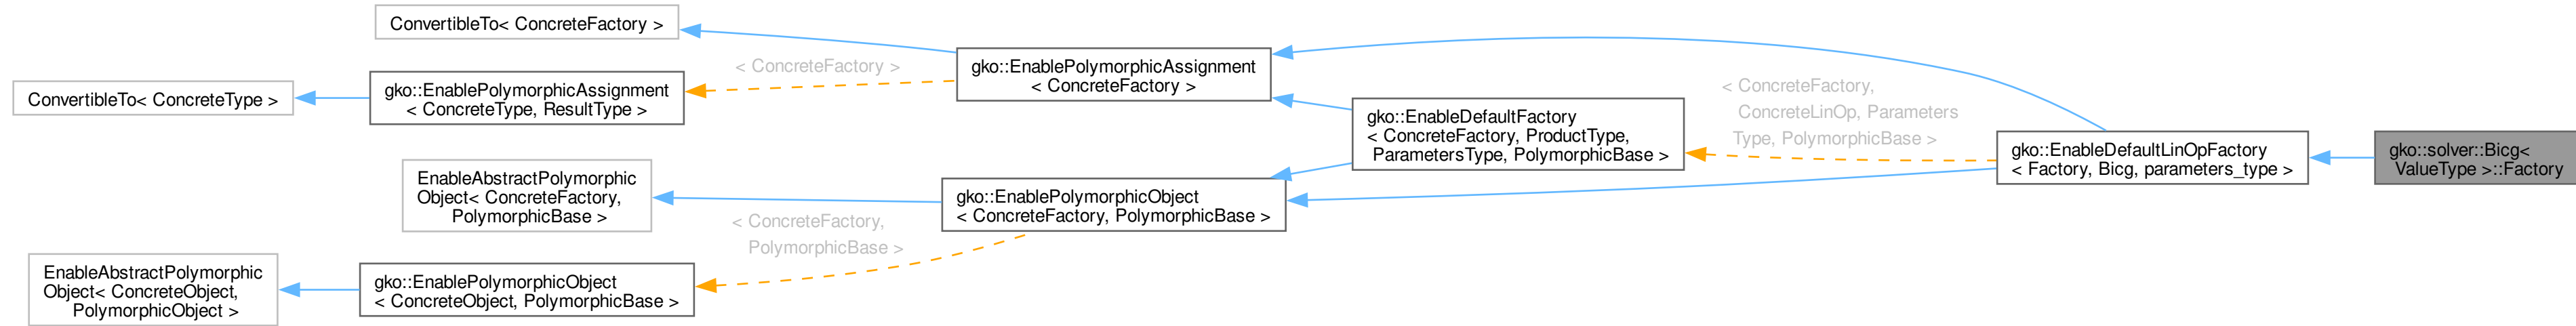 ConvertibleTo< ConcreteFactory >
ConvertibleTo< ConcreteType >
gko::EnablePolymorphicAssignment
< ConcreteType, ResultType >
< ConcreteFactory >
gko::EnablePolymorphicAssignment
< ConcreteFactory >
EnableAbstractPolymorphic
Object< ConcreteFactory,
PolymorphicBase >
EnableAbstractPolymorphic
Object< ConcreteObject,
PolymorphicObject >
gko::EnablePolymorphicObject
< ConcreteObject, PolymorphicBase >
< ConcreteFactory,
PolymorphicBase >
gko::EnablePolymorphicObject
< ConcreteFactory, PolymorphicBase >
gko::EnableDefaultFactory
< ConcreteFactory, ProductType,
ParametersType, PolymorphicBase >
< ConcreteFactory,
ConcreteLinOp, Parameters
Type, PolymorphicBase >
gko::EnableDefaultLinOpFactory
< Factory, Bicg, parameters_type >
gko::solver::Bicg<
ValueType >::Factory